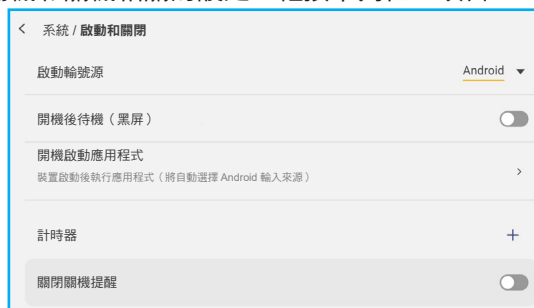 系統 / 啟動和關閉
啟動輸號源
Android
開機後待機（黑屏）
開機啟動應用程式
裝置啟動後執行應用程式（將自動選擇 Android 輸入來源）
計時器
關閉關機提醒